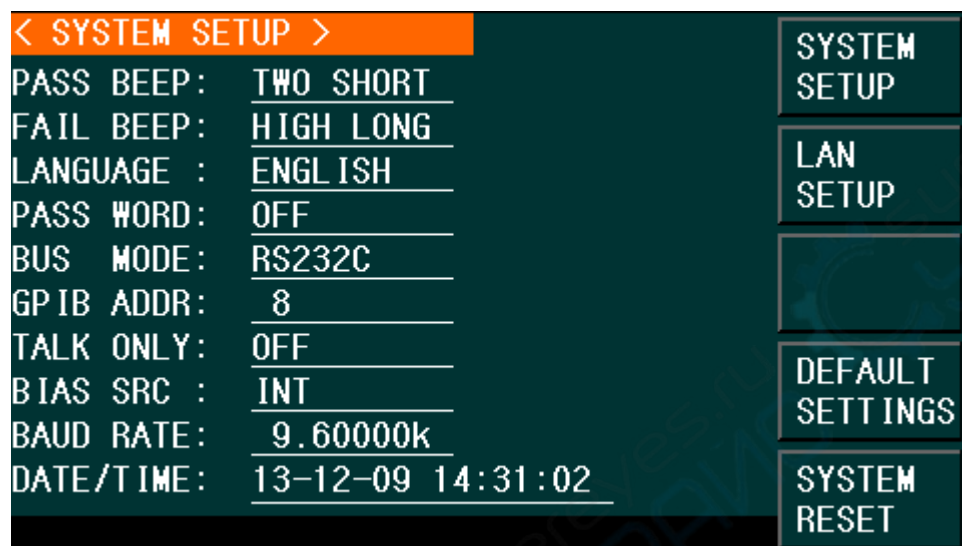 < SYSTEM SETUP >
PASS BEEP: TWO SHORT
FAIL BEEP: HIGH LONG
LANGUAGE : ENGLISH
PASS WORD: OFF
BUS MODE: RS232C
GPIB ADDR: 8
TALK ONLY: OFF
BIAS SRC : INT
BAUD RATE: 9.60000k
DATE/TIME: 13-12-09 14:31:02
SYSTEM
SETUP
LAN
SETUP
DEFAULT
SETTINGS
SYSTEM
RESET